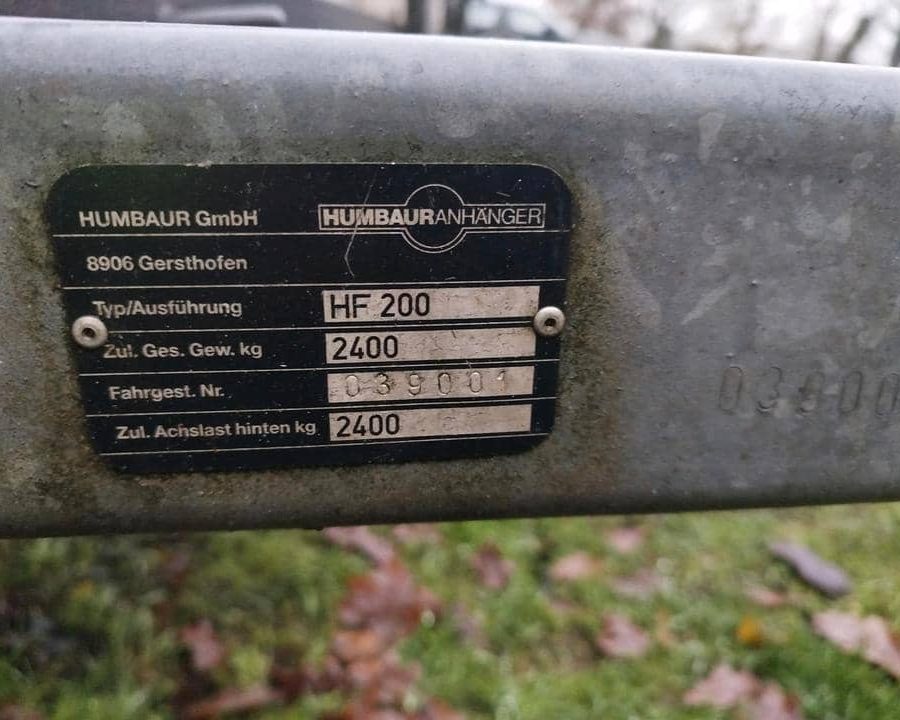 HUMBAUR GmbH HUMBAURANHÄNGER
8906 Gersthofen
Typ/Ausführung HF 200
Zul. Ges. Gew. kg 2400
Fahrgest. Nr. 039001
Zul. Achslast hinten kg 2400